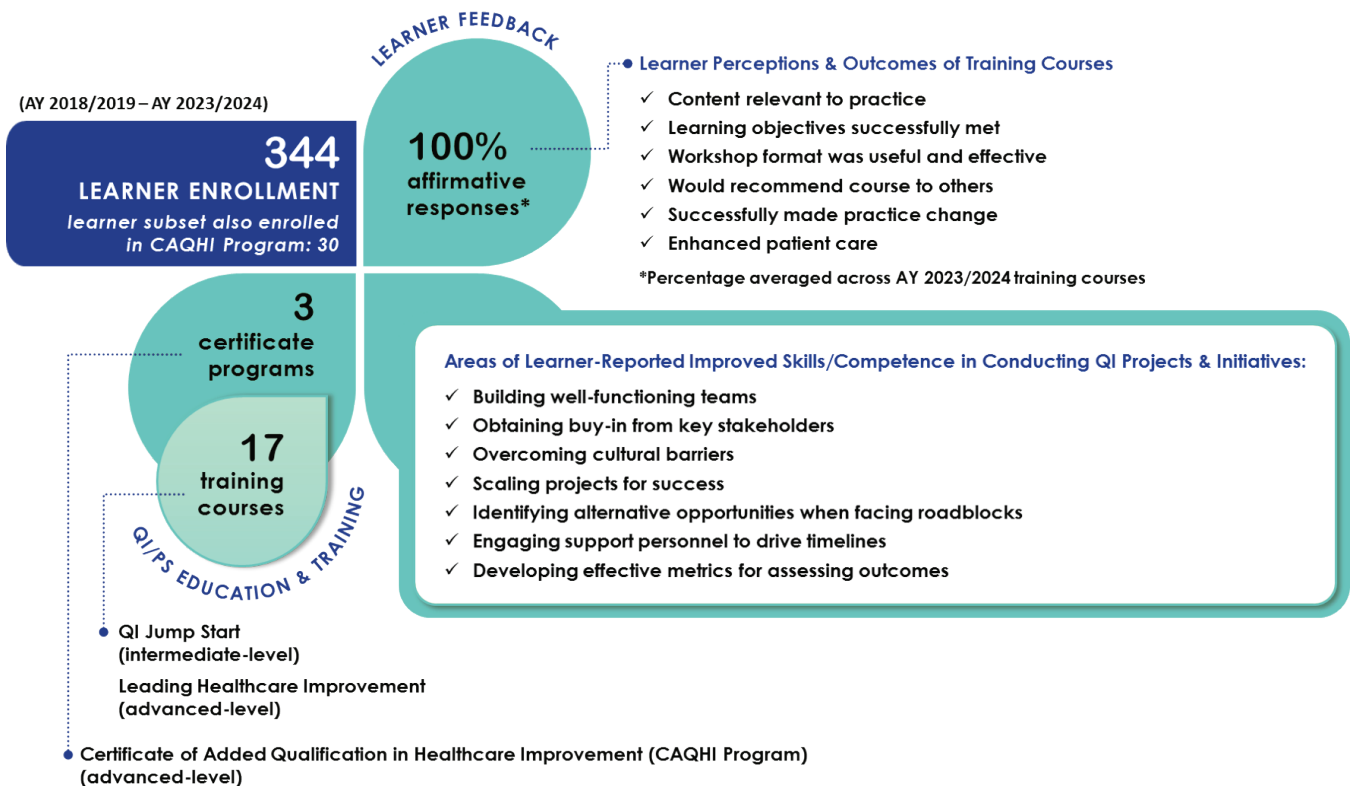 LEARNER FEEDBACK
(AY 2018/2019 – AY 2023/2024)
344
LEARNER ENROLLMENT
learner subset also enrolled
in CAQHI Program: 30
100%
affirmative
responses*
Learner Perceptions & Outcomes of Training Courses
✓ Content relevant to practice
✓ Learning objectives successfully met
✓ Workshop format was useful and effective
✓ Would recommend course to others
✓ Successfully made practice change
✓ Enhanced patient care
*Percentage averaged across AY 2023/2024 training courses
3
certificate
programs
17
training
courses
QI/PS EDUCATION & TRAINING
Areas of Learner-Reported Improved Skills/Competence in Conducting QI Projects & Initiatives:
✓ Building well-functioning teams
✓ Obtaining buy-in from key stakeholders
✓ Overcoming cultural barriers
✓ Scaling projects for success
✓ Identifying alternative opportunities when facing roadblocks
✓ Engaging support personnel to drive timelines
✓ Developing effective metrics for assessing outcomes
QI Jump Start
(intermediate-level)
Leading Healthcare Improvement
(advanced-level)
Certificate of Added Qualification in Healthcare Improvement (CAQHI Program)
(advanced-level)